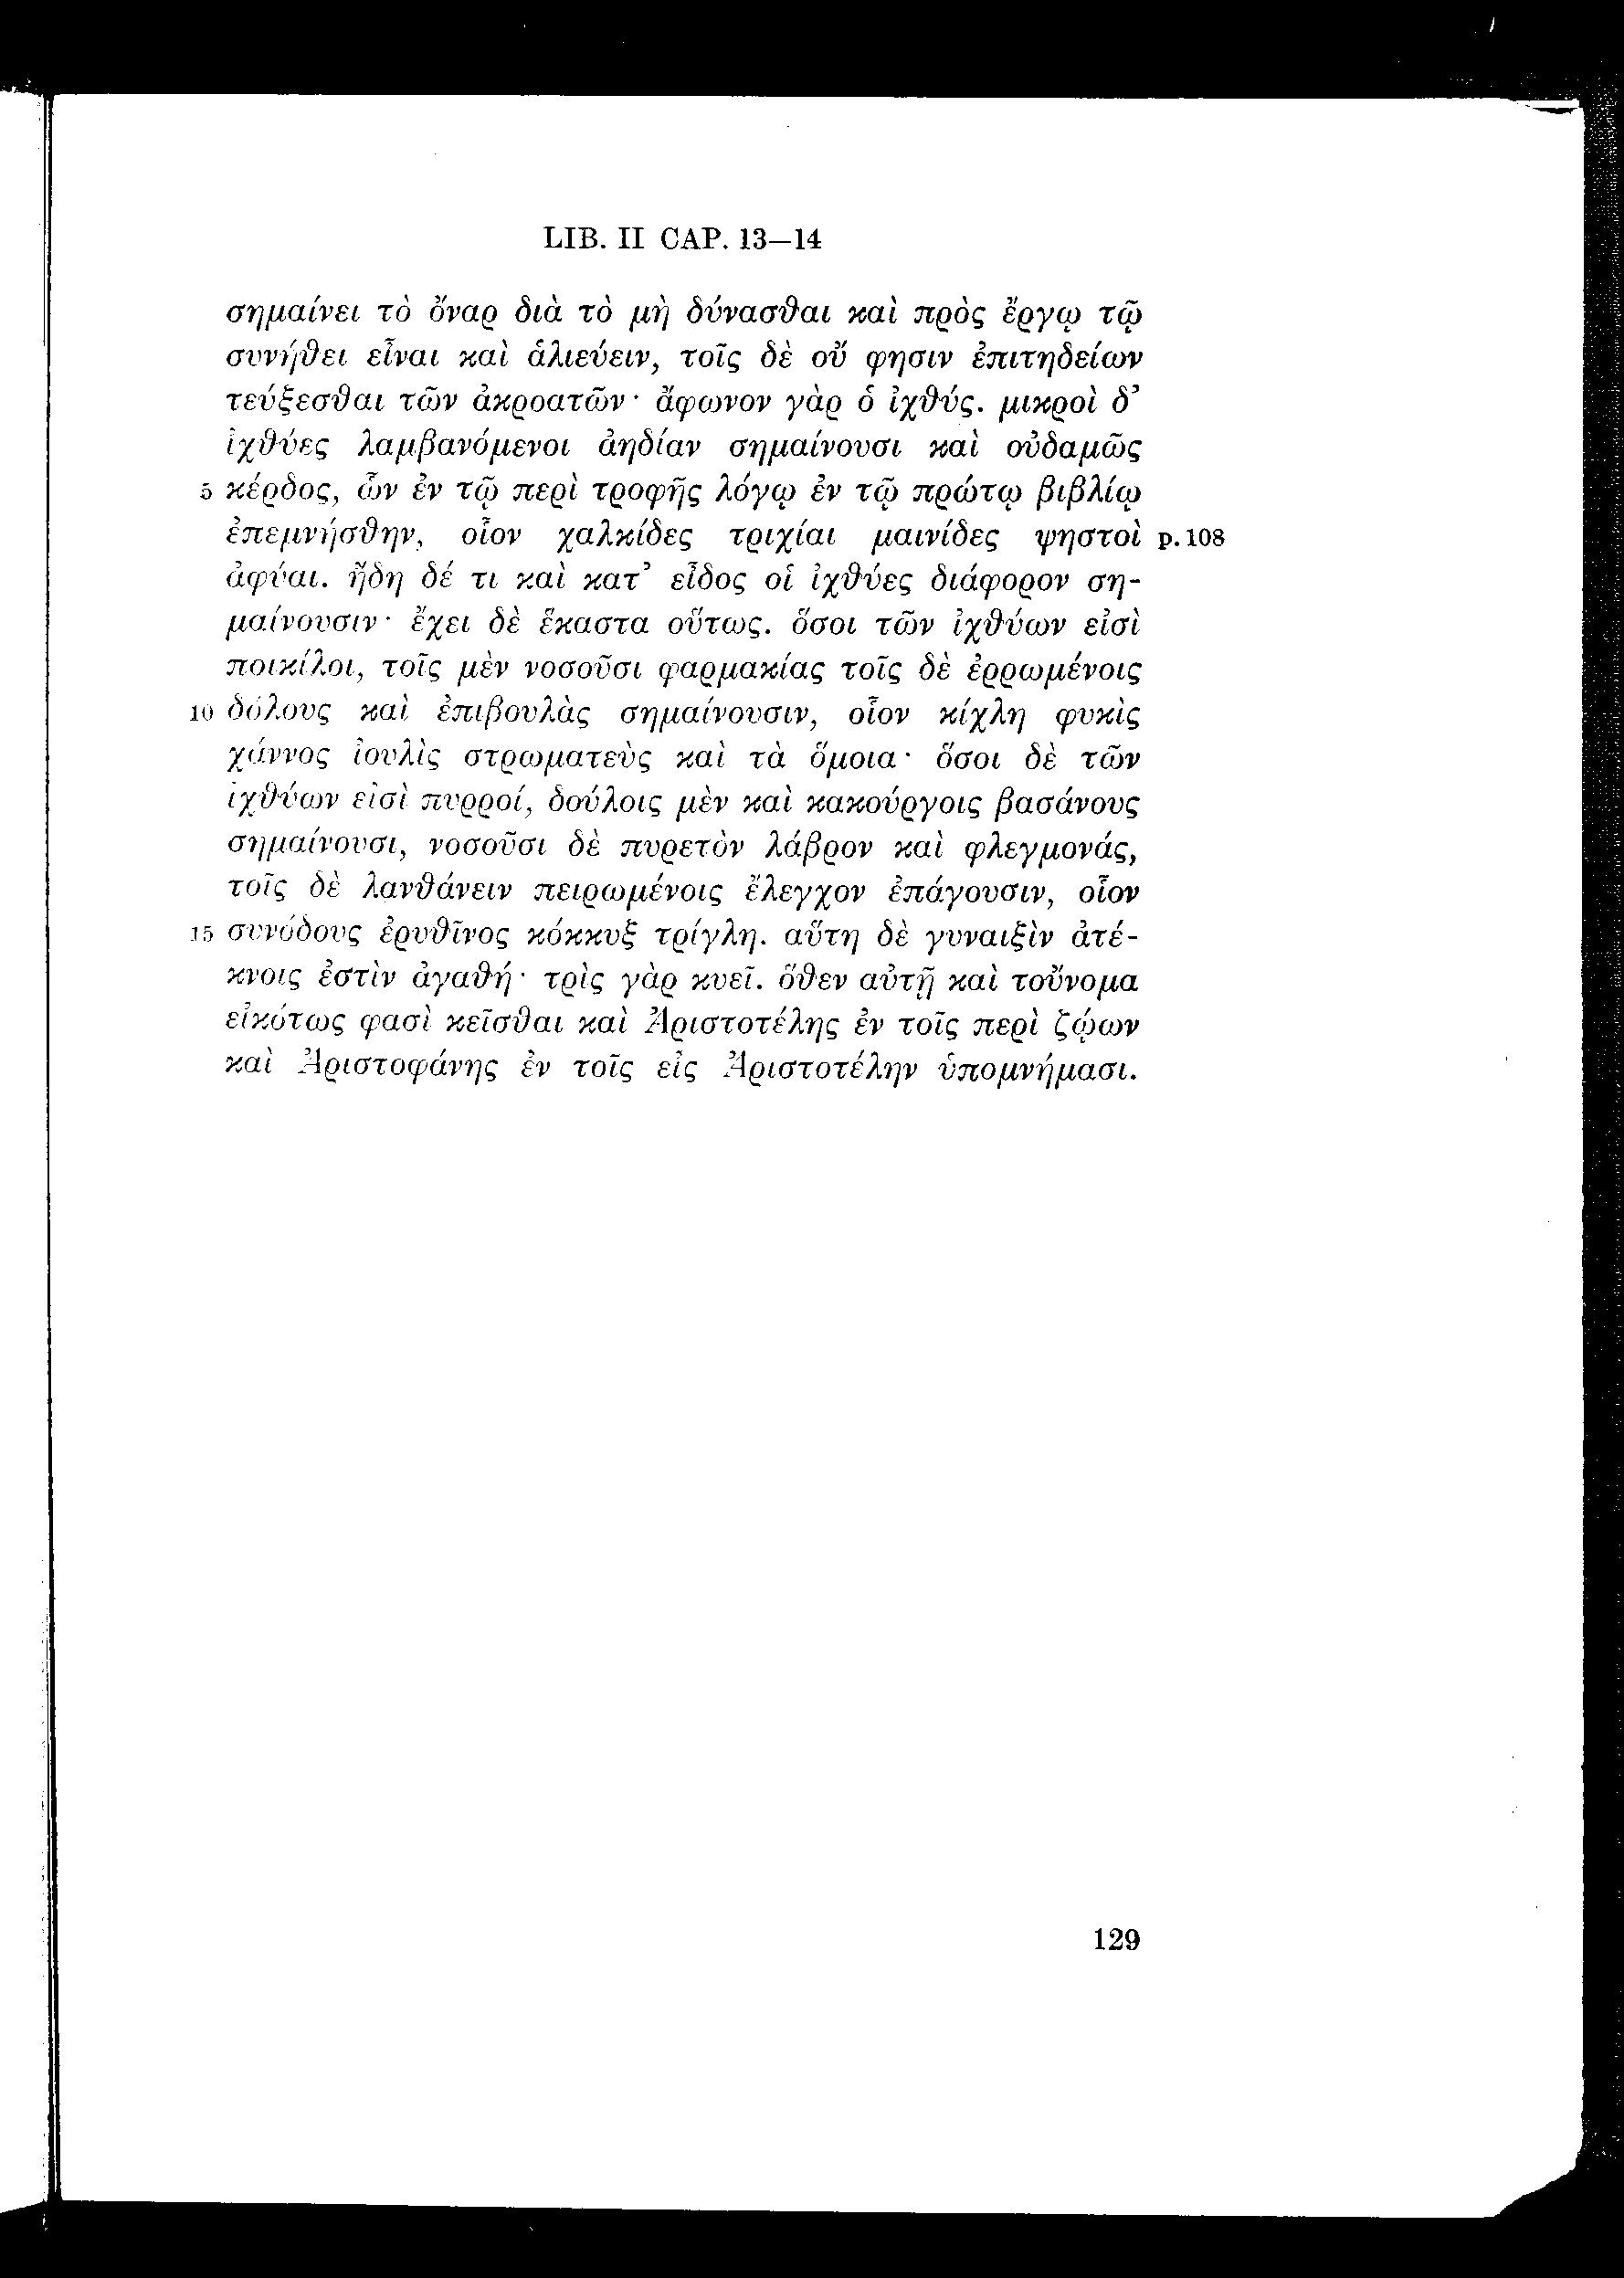 LIB. II CAP. 13—14
σημαίνει τὸ ὄναρ διὰ τὸ μὴ δύνασθαι καὶ πρὸς ἔργῳ τῷ
συνήθει εἶναι καὶ ἁλιεύειν, τοῖς δὲ οὔ φησιν ἐπιτηδείων
τεύξεσθαι τῶν ἀκροατῶν· ἄφωνον γὰρ ὁ ἰχθύς. μικροὶ δ’
ἰχθύες λαμβανόμενοι ἀηδίαν σημαίνουσι καὶ οὐδαμῶς
5 κέρδος, ὧν ἐν τῷ περὶ τροφῆς λόγῳ ἐν τῷ πρώτῳ βιβλίῳ
ἐπεμνήσθην, οἷον χαλκίδες τριχίαι μαινίδες ψηστοὶ p. 108
ἀφύαι. ἤδη δέ τι καὶ κατ’ εἶδος οἱ ἰχθύες διάφορον ση-
μαίνουσιν· ἔχει δὲ ἕκαστα οὕτως. ὅσοι τῶν ἰχθύων εἰσὶ
ποικίλοι, τοῖς μὲν νοσοῦσι φαρμακίας τοῖς δὲ ἐρρωμένοις
10 δόλους καὶ ἐπιβουλὰς σημαίνουσιν, οἷον κίχλη φυκὶς
χάννος ἰουλὶς στρωματεὺς καὶ τὰ ὅμοια· ὅσοι δὲ τῶν
ἰχθύων εἰσὶ πυρροί, δούλοις μὲν καὶ κακούργοις βασάνους
σημαίνουσι, νοσοῦσι δὲ πυρετὸν λάβρον καὶ φλεγμονάς,
τοῖς δὲ λανθάνειν πειρωμένοις ἔλεγχον ἐπάγουσιν, οἷον
15 συνόδους ἐρυθῖνος κόκκυξ τρίγλη. αὕτη δὲ γυναιξὶν ἀτέ-
κνοις ἐστὶν ἀγαθή· τρὶς γὰρ κυεῖ. ὅθεν αὐτῇ καὶ τοὔνομα
εἰκότως φασὶ κεῖσθαι καὶ Ἀριστοτέλης ἐν τοῖς περὶ ζῴων
καὶ Ἀριστοφάνης ἐν τοῖς εἰς Ἀριστοτέλην ὑπομνήμασι.
129